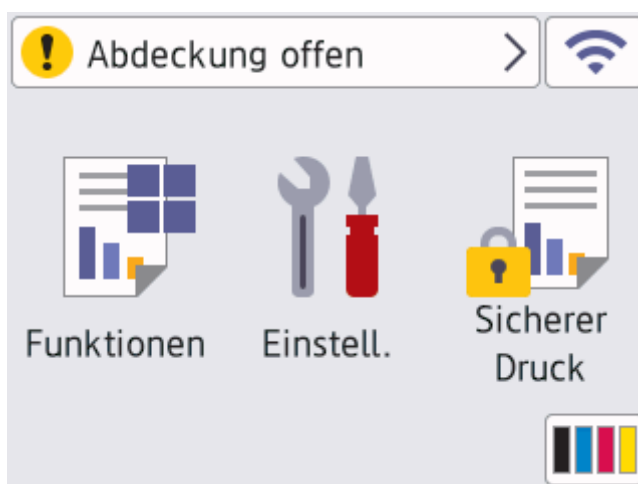 Abdeckung offen
Funktionen
Einstell.
Sicherer
Druck